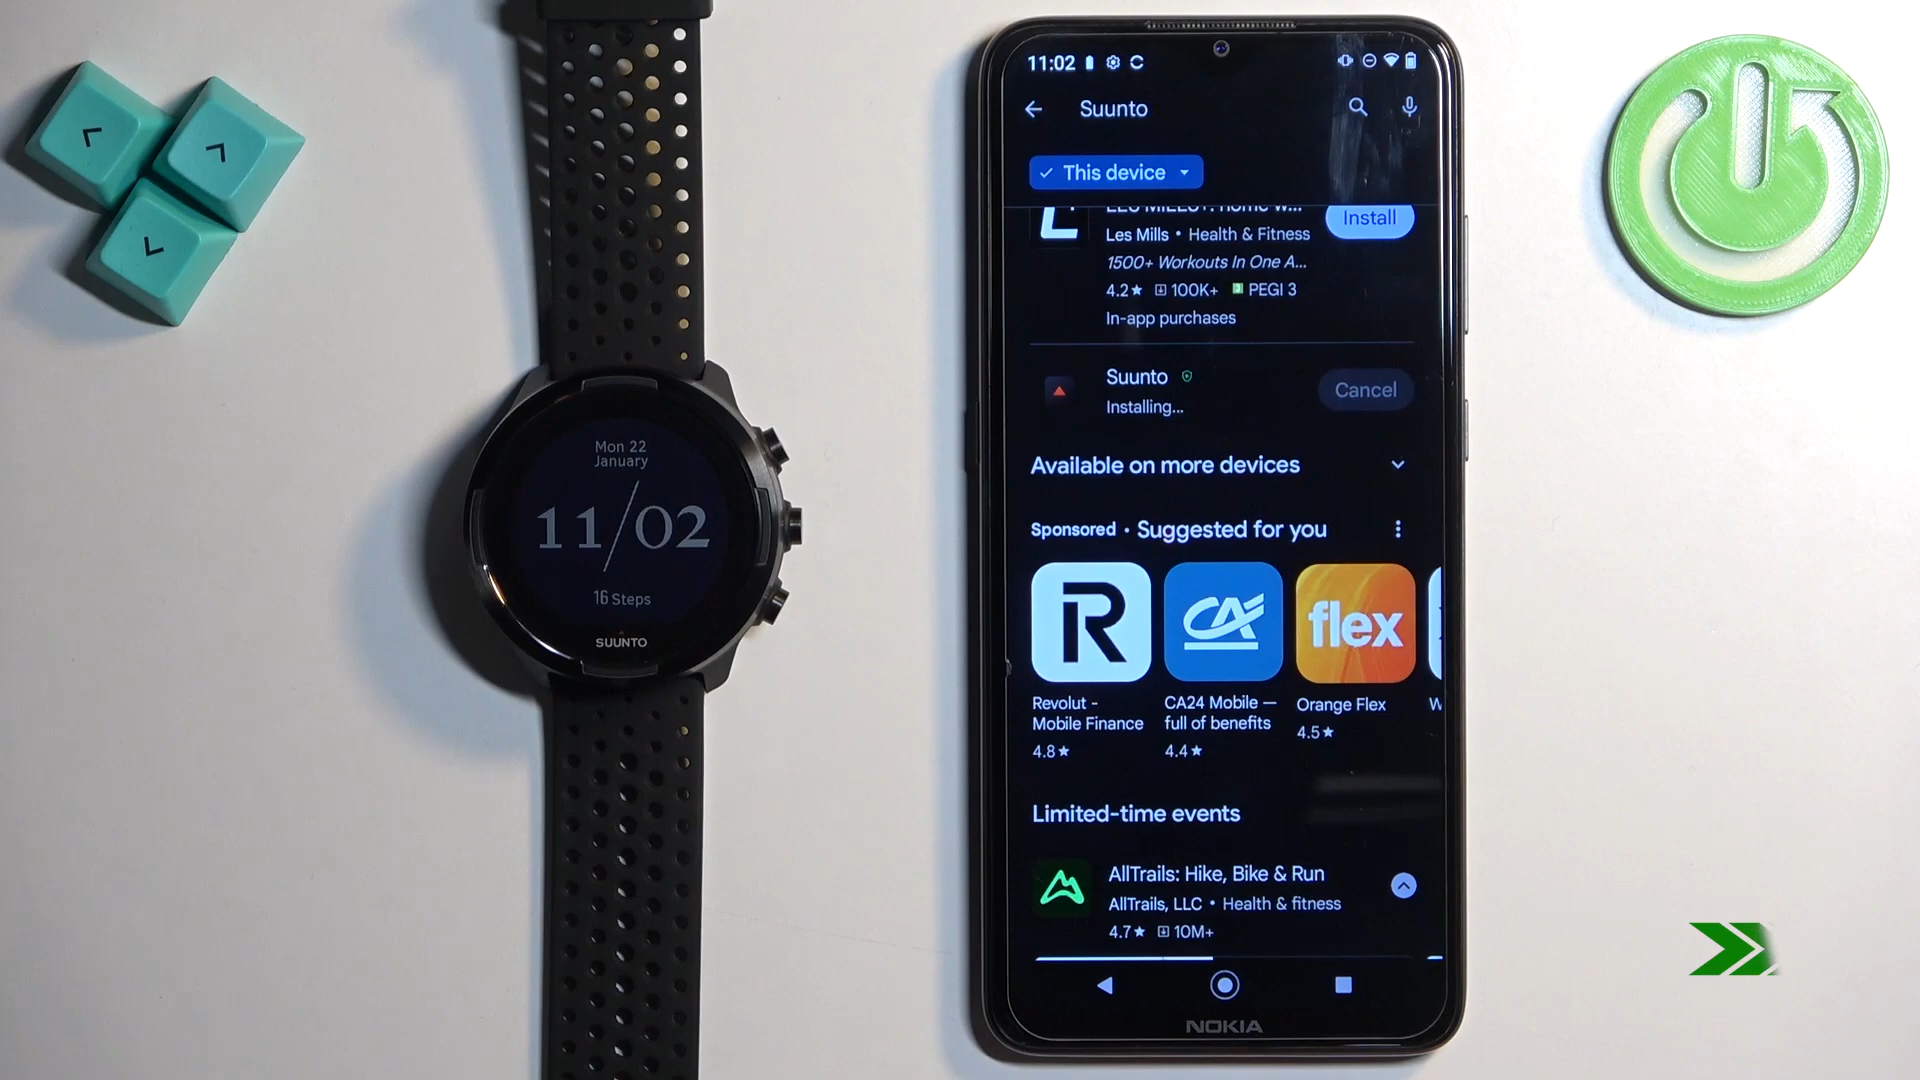 Mon 22
January
11/02
16 Steps
SUUNTO
11:02
Suunto
This device
Install
Les Mills • Health & Fitness
1500+ Workouts In One A...
4.2★ 100K+ PEGI 3
In-app purchases
Suunto
Installing...
Cancel
Available on more devices
Sponsored • Suggested for you
R
CA
flex
Revolut -
Mobile Finance
4.8★
CA24 Mobile —
full of benefits
4.4★
Orange Flex
4.5★
W
Limited-time events
AllTrails: Hike, Bike & Run
AllTrails, LLC • Health & fitness
4.7★ 10M+
NOKIA